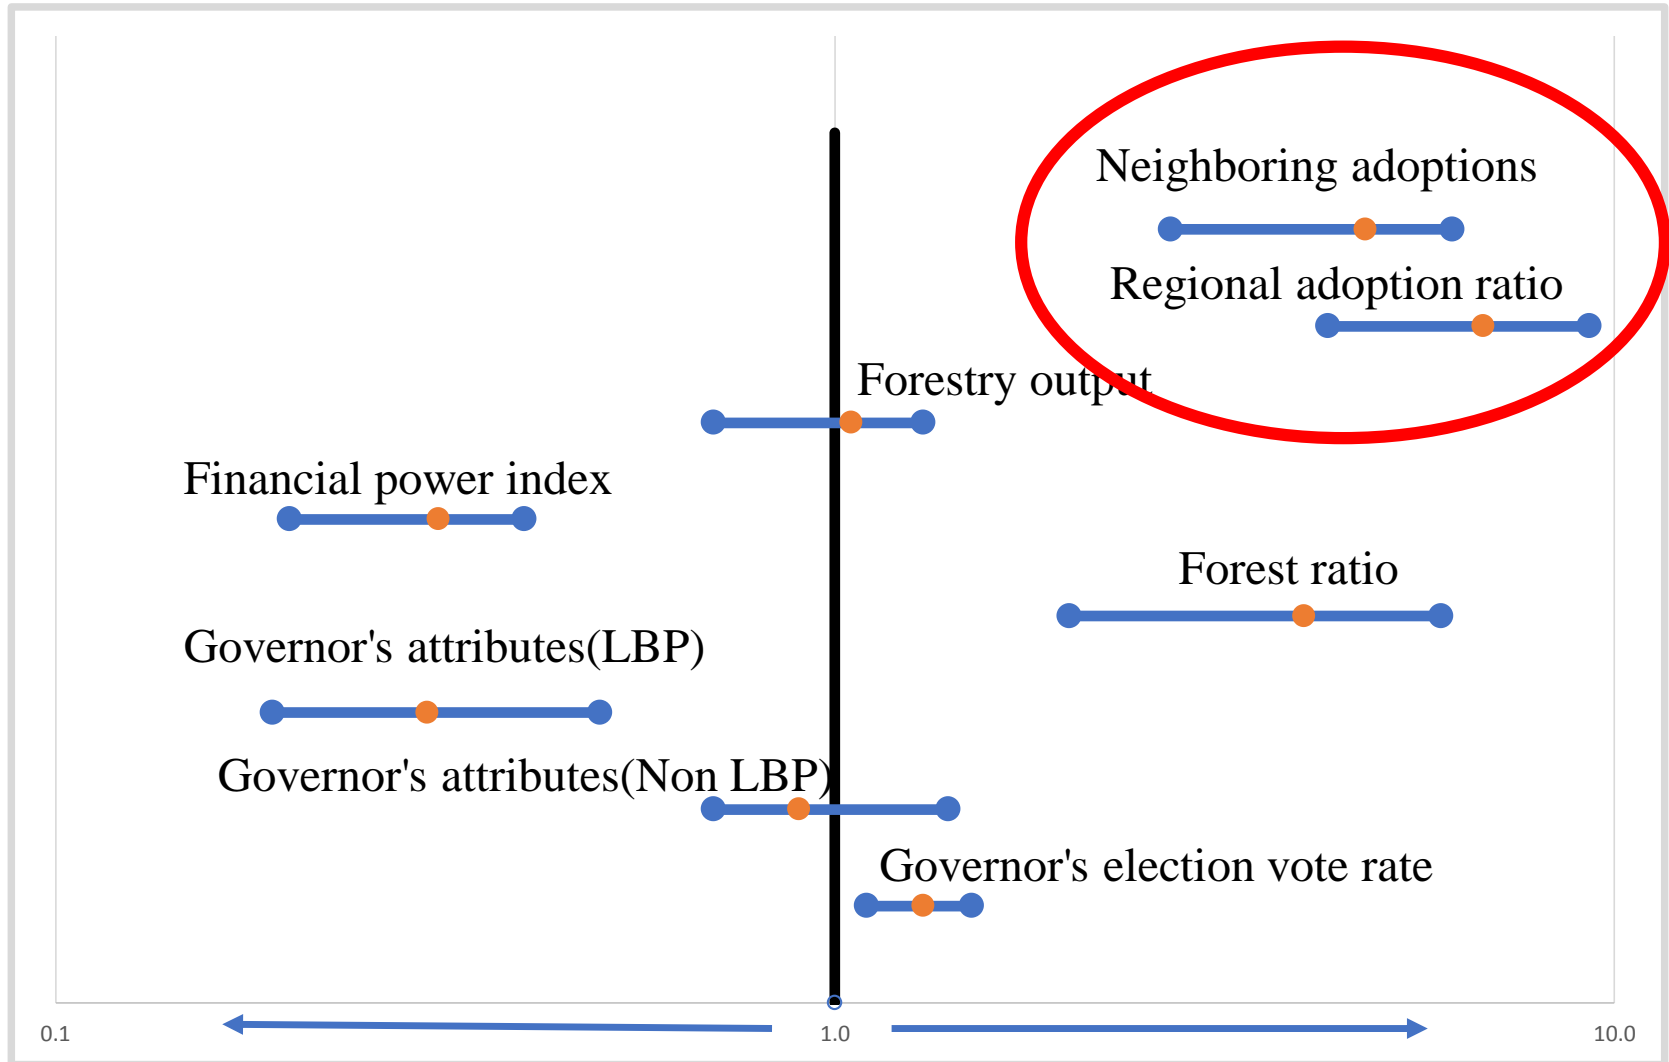 Neighboring adoptions
Regional adoption ratio
Forestry output
Financial power index
Forest ratio
Governor's attributes(LBP)
Governor's attributes(Non LBP)
Governor's election vote rate
0.1 1.0 10.0